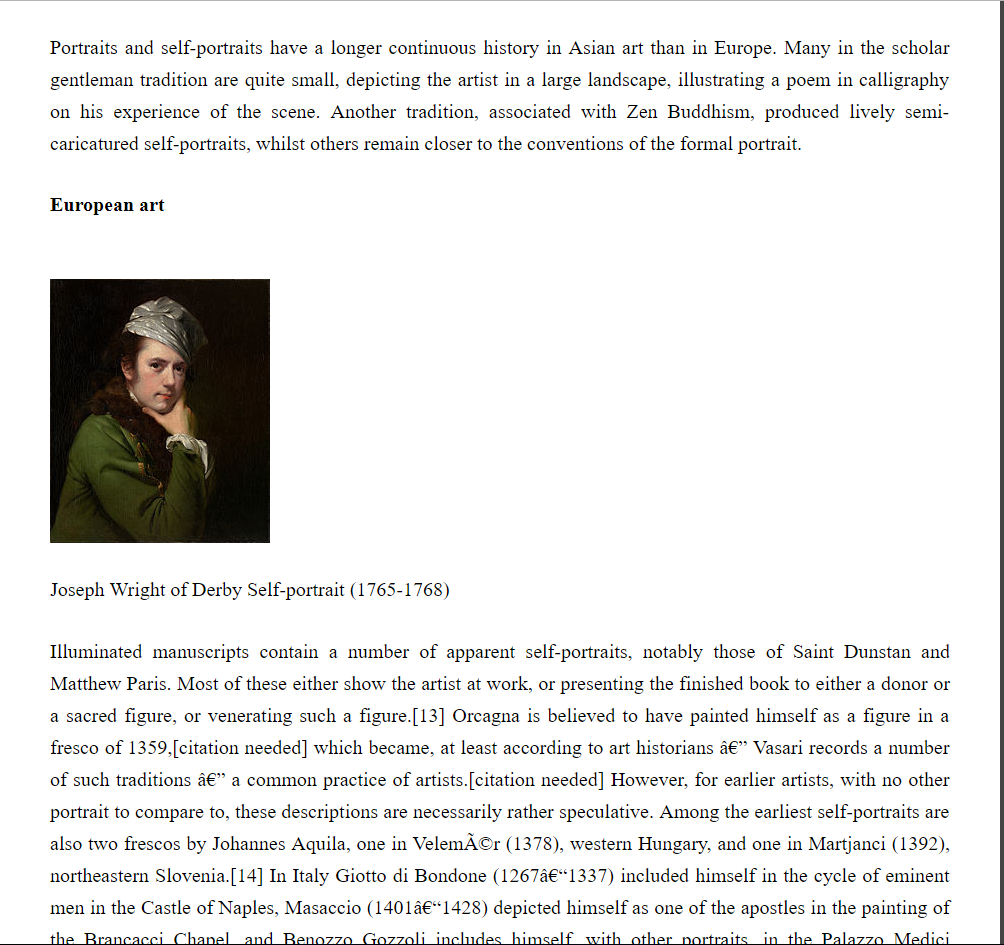 Portraits and self-portraits have a longer continuous history in Asian art than in Europe. Many in the scholar
gentleman tradition are quite small, depicting the artist in a large landscape, illustrating a poem in calligraphy
on his experience of the scene. Another tradition, associated with Zen Buddhism, produced lively semi-
caricatured self-portraits, whilst others remain closer to the conventions of the formal portrait.
European art
Joseph Wright of Derby Self-portrait (1765-1768)
Illuminated manuscripts contain a number of apparent self-portraits, notably those of Saint Dunstan and
Matthew Paris. Most of these either show the artist at work, or presenting the finished book to either a donor or
a sacred figure, or venerating such a figure.[13] Orcagna is believed to have painted himself as a figure in a
fresco of 1359,[citation needed] which became, at least according to art historians â€” Vasari records a number
of such traditions â€” a common practice of artists.[citation needed] However, for earlier artists, with no other
portrait to compare to, these descriptions are necessarily rather speculative. Among the earliest self-portraits are
also two frescos by Johannes Aquila, one in VelemÃ©r (1378), western Hungary, and one in Martjanci (1392),
northeastern Slovenia.[14] In Italy Giotto di Bondone (1267â€“1337) included himself in the cycle of eminent
men in the Castle of Naples, Masaccio (1401â€“1428) depicted himself as one of the apostles in the painting of
the Brancacci Chapel, and Benozzo Gozzoli includes himself, with other portraits, in the Palazzo Medici